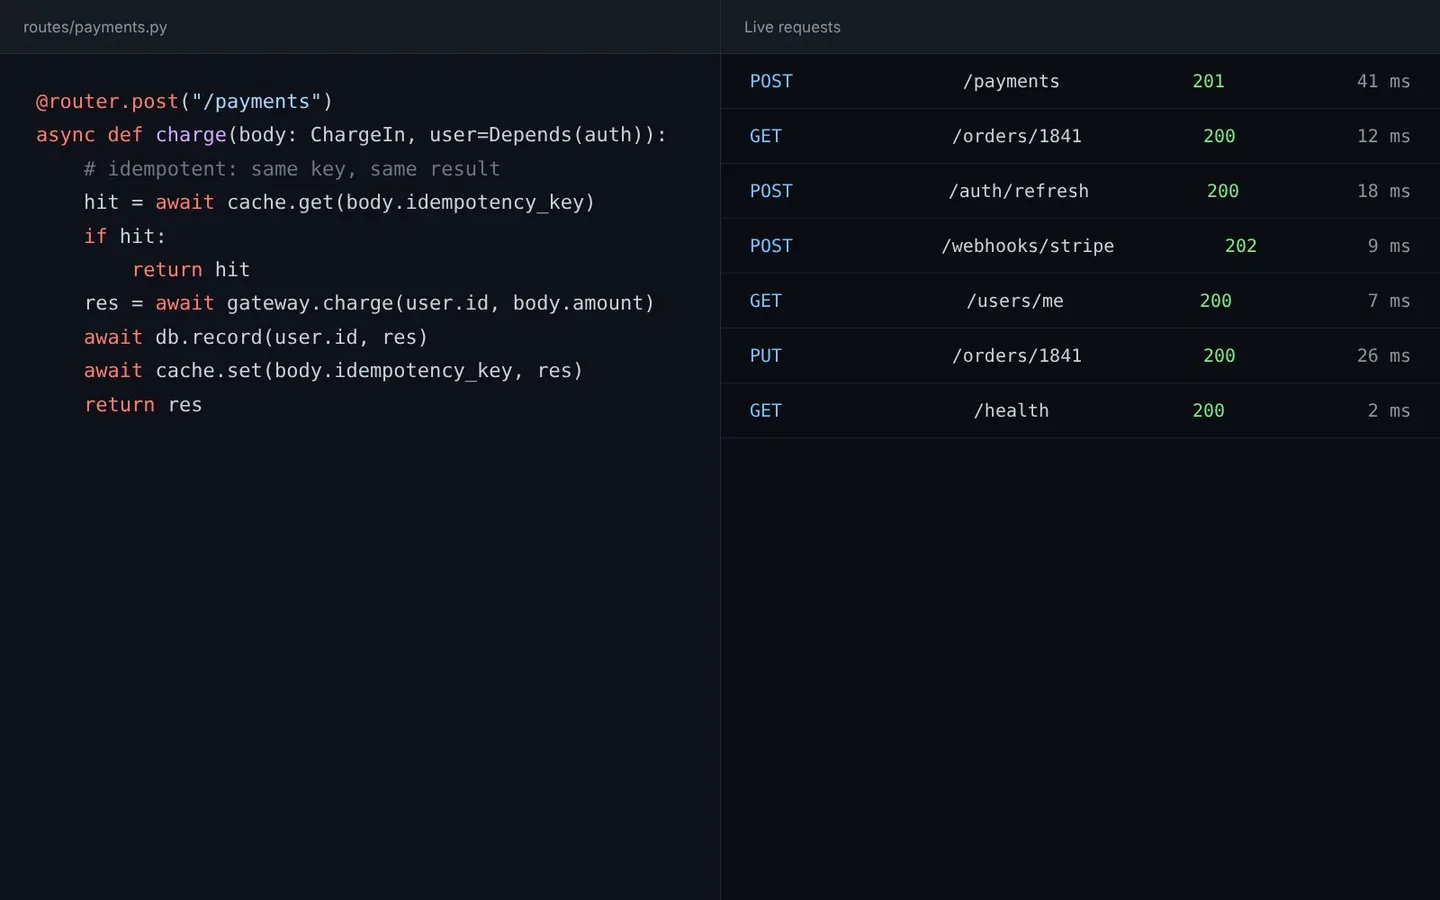 routes/payments.py
@router.post("/payments")
async def charge(body: ChargeIn, user=Depends(auth)):
    # idempotent: same key, same result
    hit = await cache.get(body.idempotency_key)
    if hit:
        return hit
    res = await gateway.charge(user.id, body.amount)
    await db.record(user.id, res)
    await cache.set(body.idempotency_key, res)
    return res
Live requests
POST /payments 201 41 ms
GET /orders/1841 200 12 ms
POST /auth/refresh 200 18 ms
POST /webhooks/stripe 202 9 ms
GET /users/me 200 7 ms
PUT /orders/1841 200 26 ms
GET /health 200 2 ms